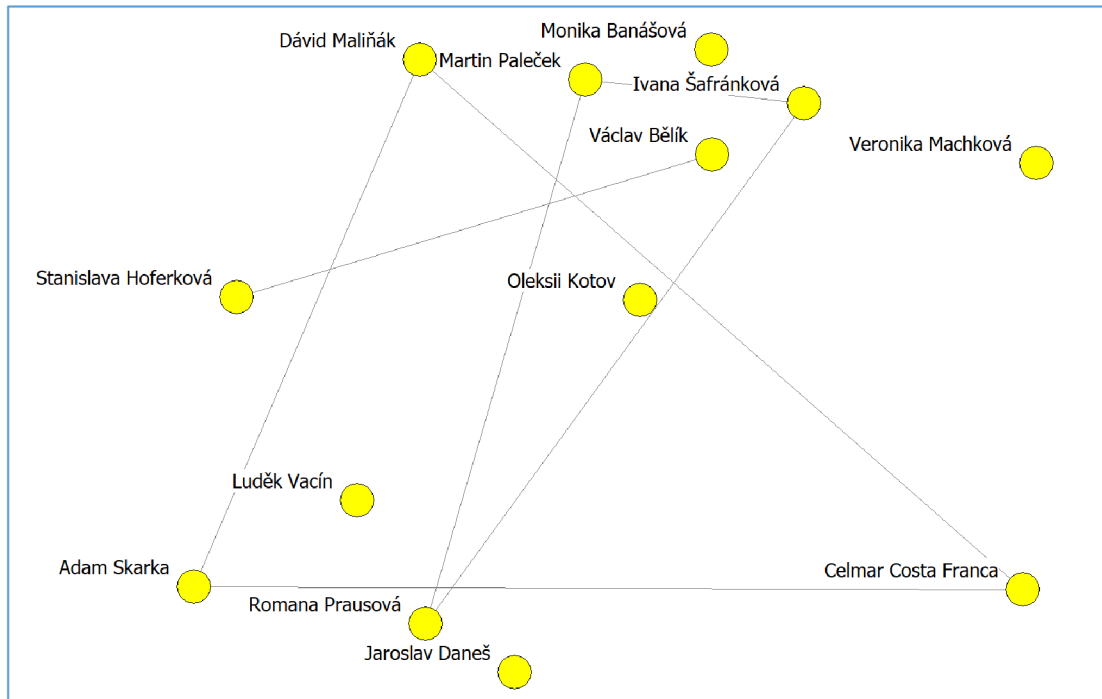 Monika Banášová
Dávid Maliňák
Martin Paleček
Ivana Šafránková
Václav Bělík
Veronika Machková
Stanislava Hoferková
Oleksii Kotov
Luděk Vacín
Adam Skarka
Celmar Costa Franca
Romana Prausová
Jaroslav Daneš